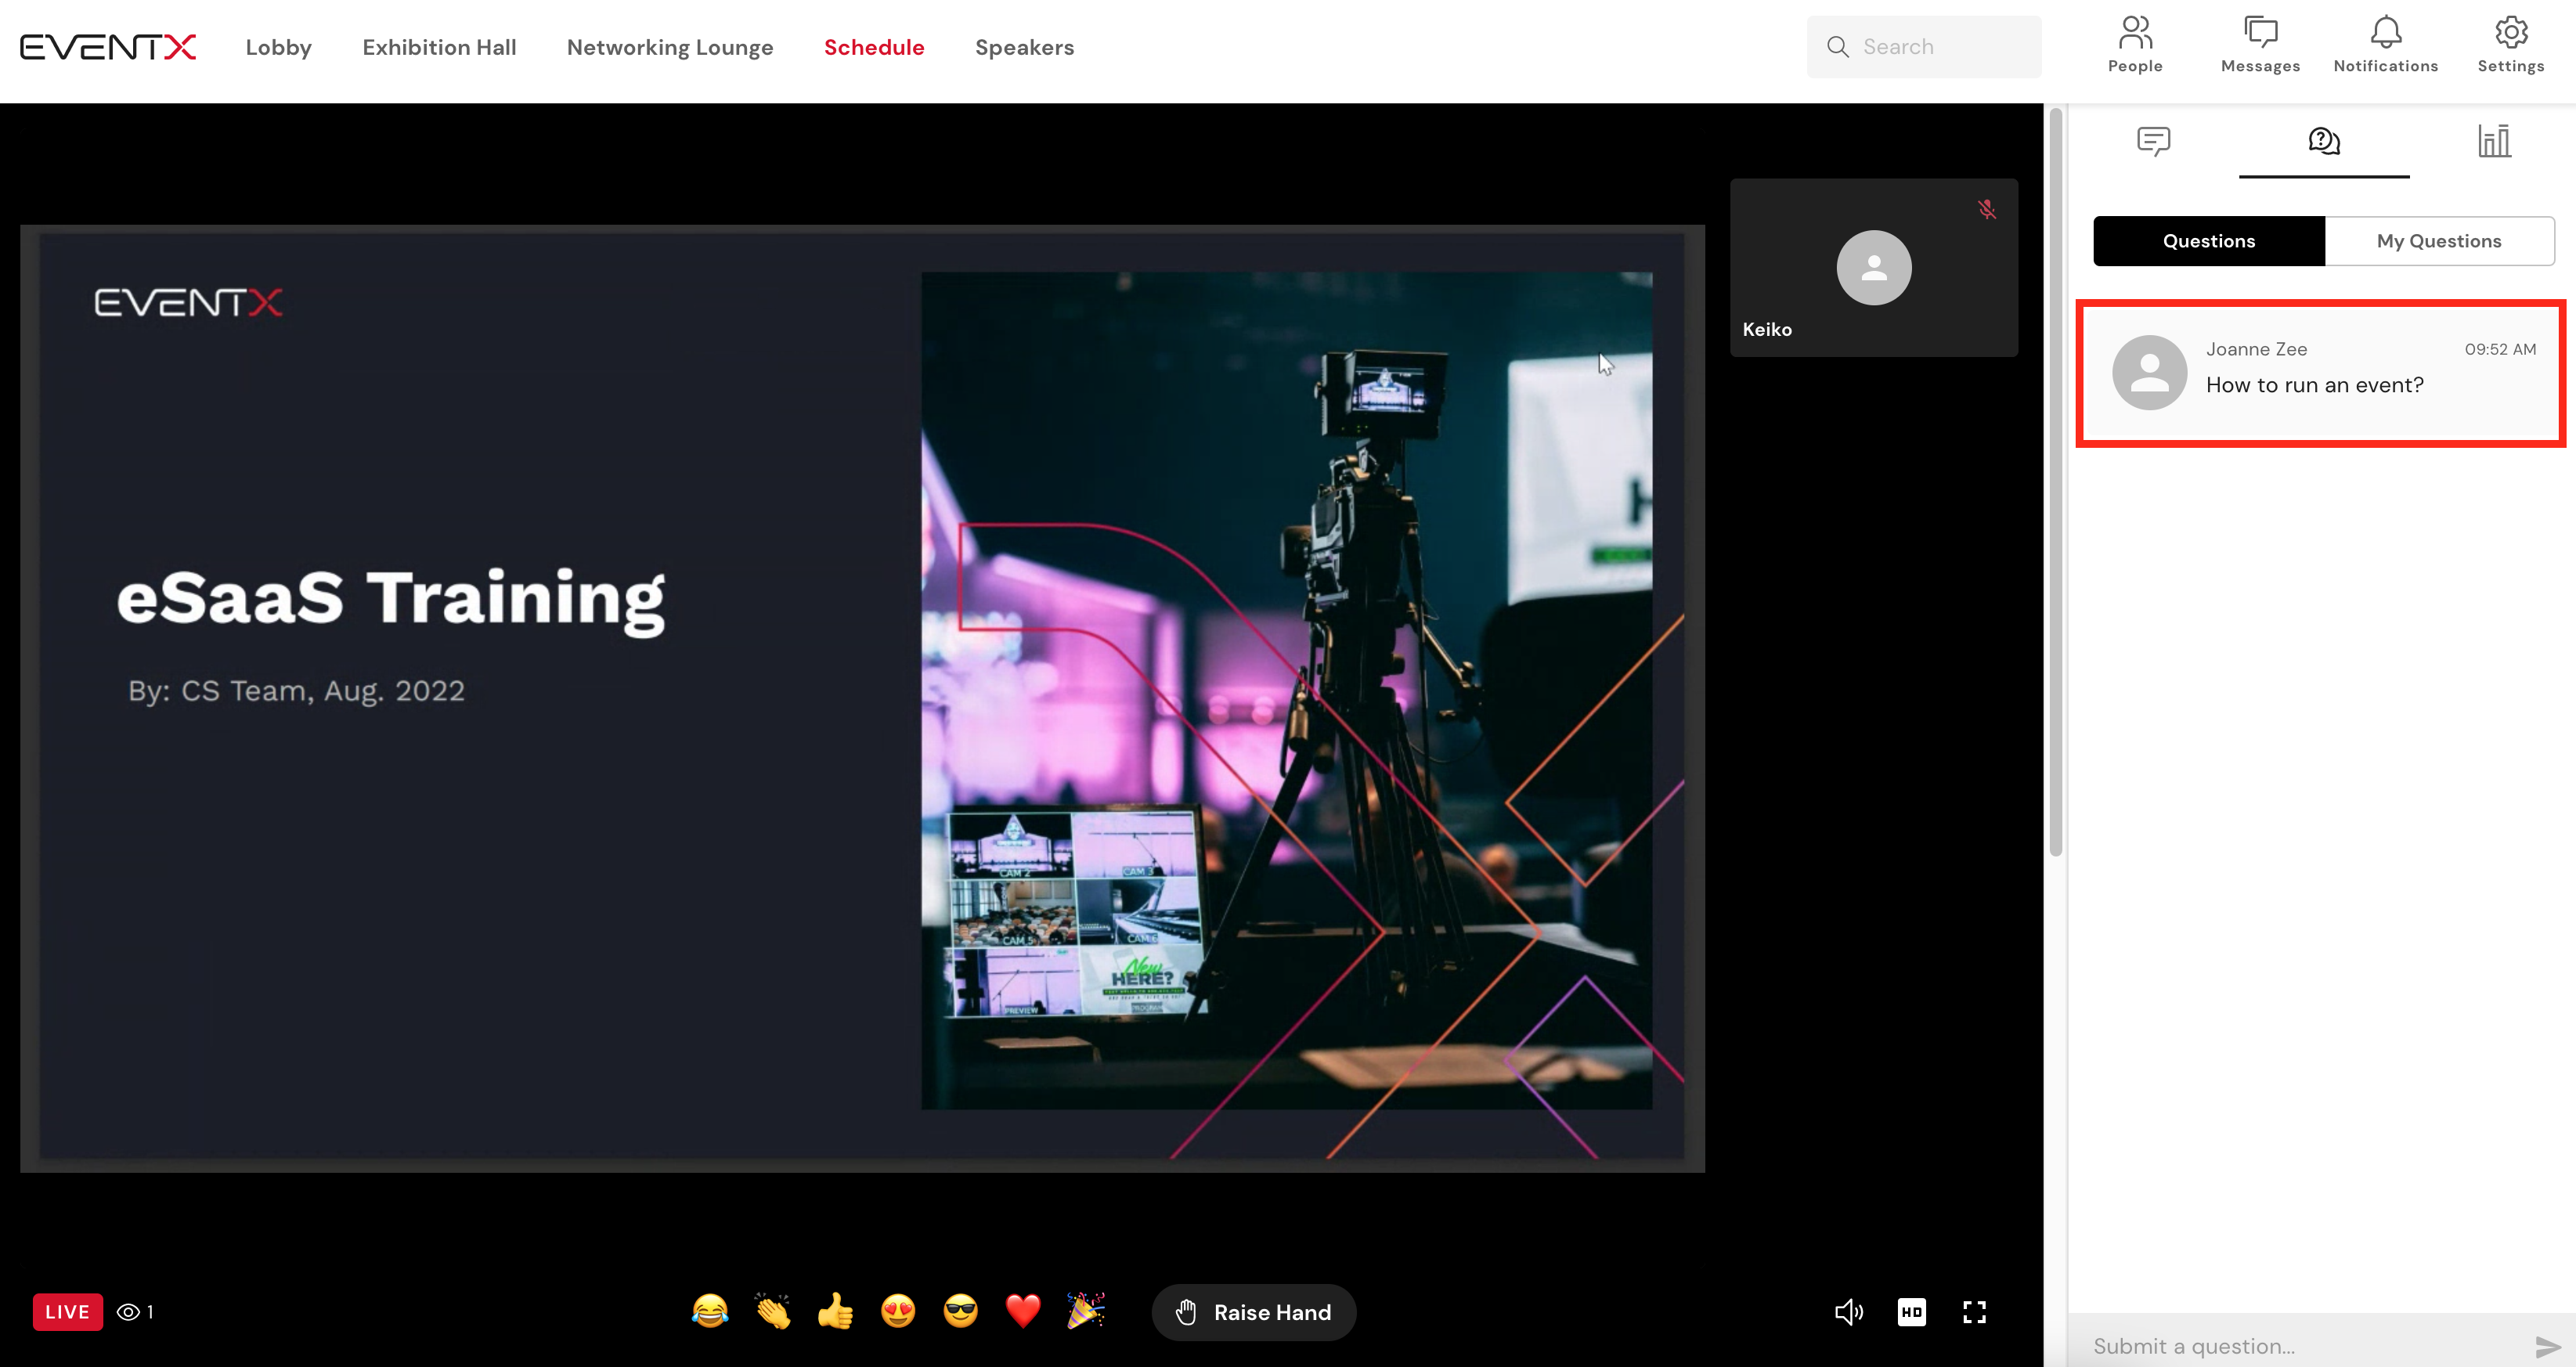 EVENTX
Lobby
Exhibition Hall
Networking Lounge
Schedule
Speakers
Search
People
Messages
Notifications
Settings
EVENTX
eSaaS Training
By: CS Team, Aug. 2022
CAM 2
CAM 3
CAM 5
CAM 6
PREVIEW
New
HERE?
PROGRAM
H
Keiko
Questions
My Questions
Joanne Zee
09:52 AM
How to run an event?
LIVE
1
Raise Hand
HD
Submit a question...